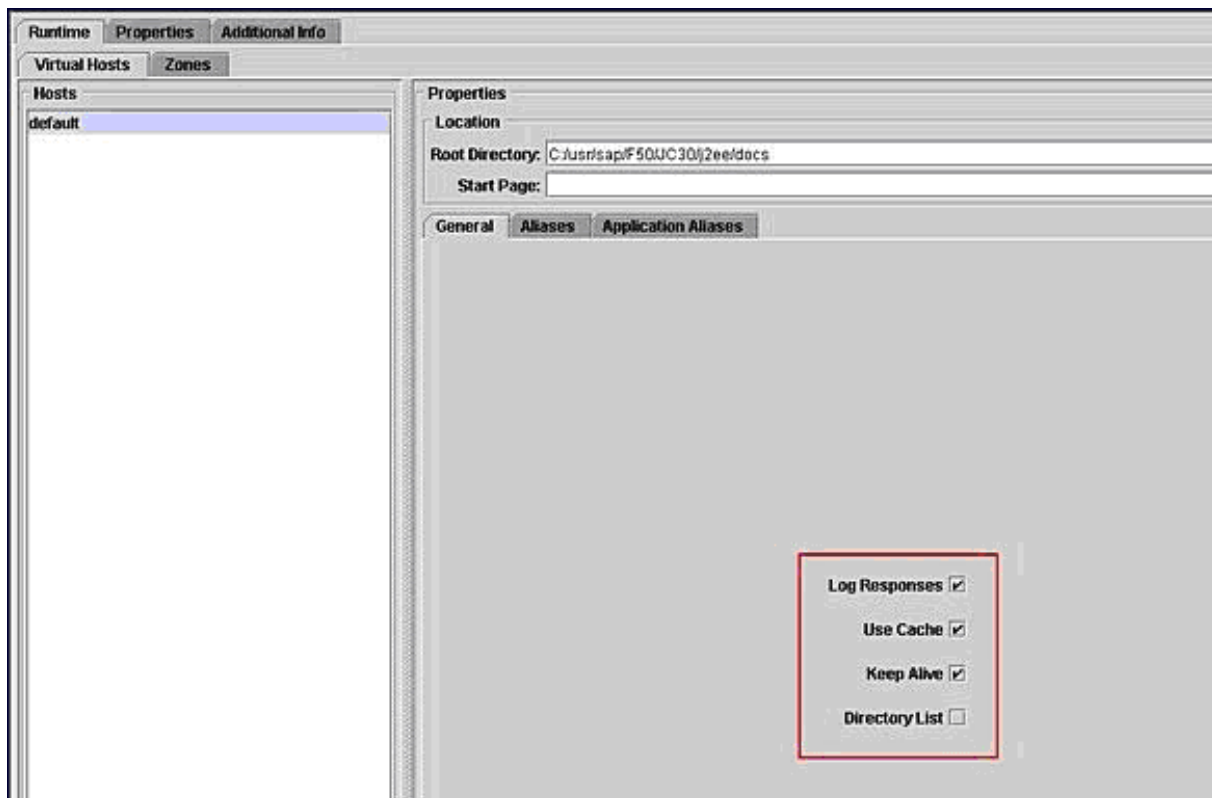 Runtime Properties Additional Info
Virtual Hosts Zones
Hosts
default
Properties
Location
Root Directory: C:/usr/sap/F50/JC30/j2ee/docs
Start Page:
General Aliases Application Aliases
Log Responses
Use Cache
Keep Alive
Directory List